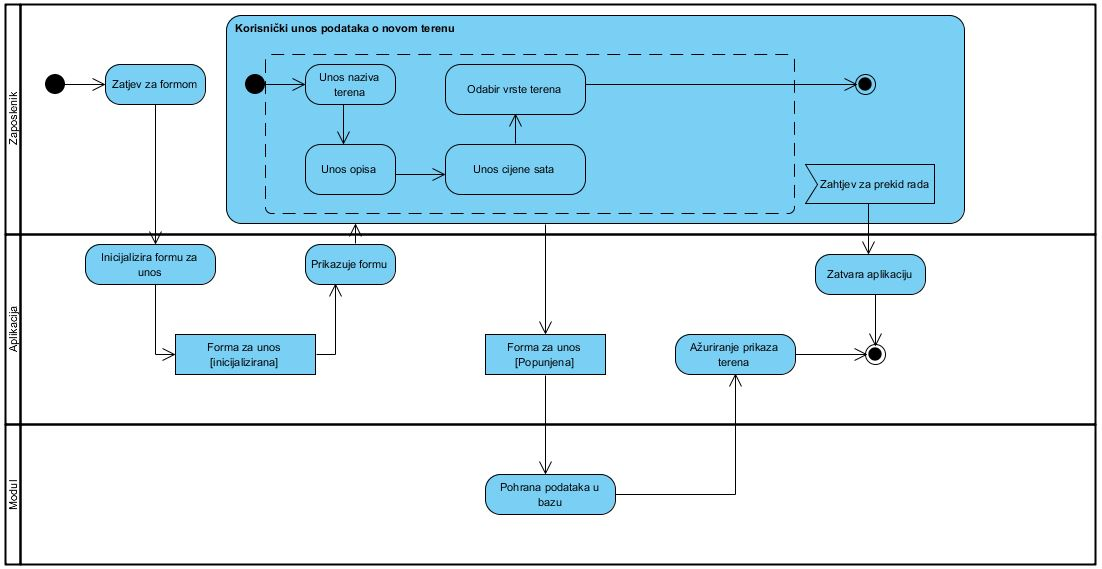 Zaposlenik
Korisnički unos podataka o novom terenu
Zatjev za formom
Unos naziva
terena
Odabir vrste terena
Unos opisa
Unos cijene sata
Zahtjev za prekid rada
Aplikacija
Inicijalizira formu za
unos
Prikazuje formu
Zatvara aplikaciju
Forma za unos
[inicijalizirana]
Forma za unos
[Popunjena]
Ažuriranje prikaza
terena
Modul
Pohrana podataka u
bazu